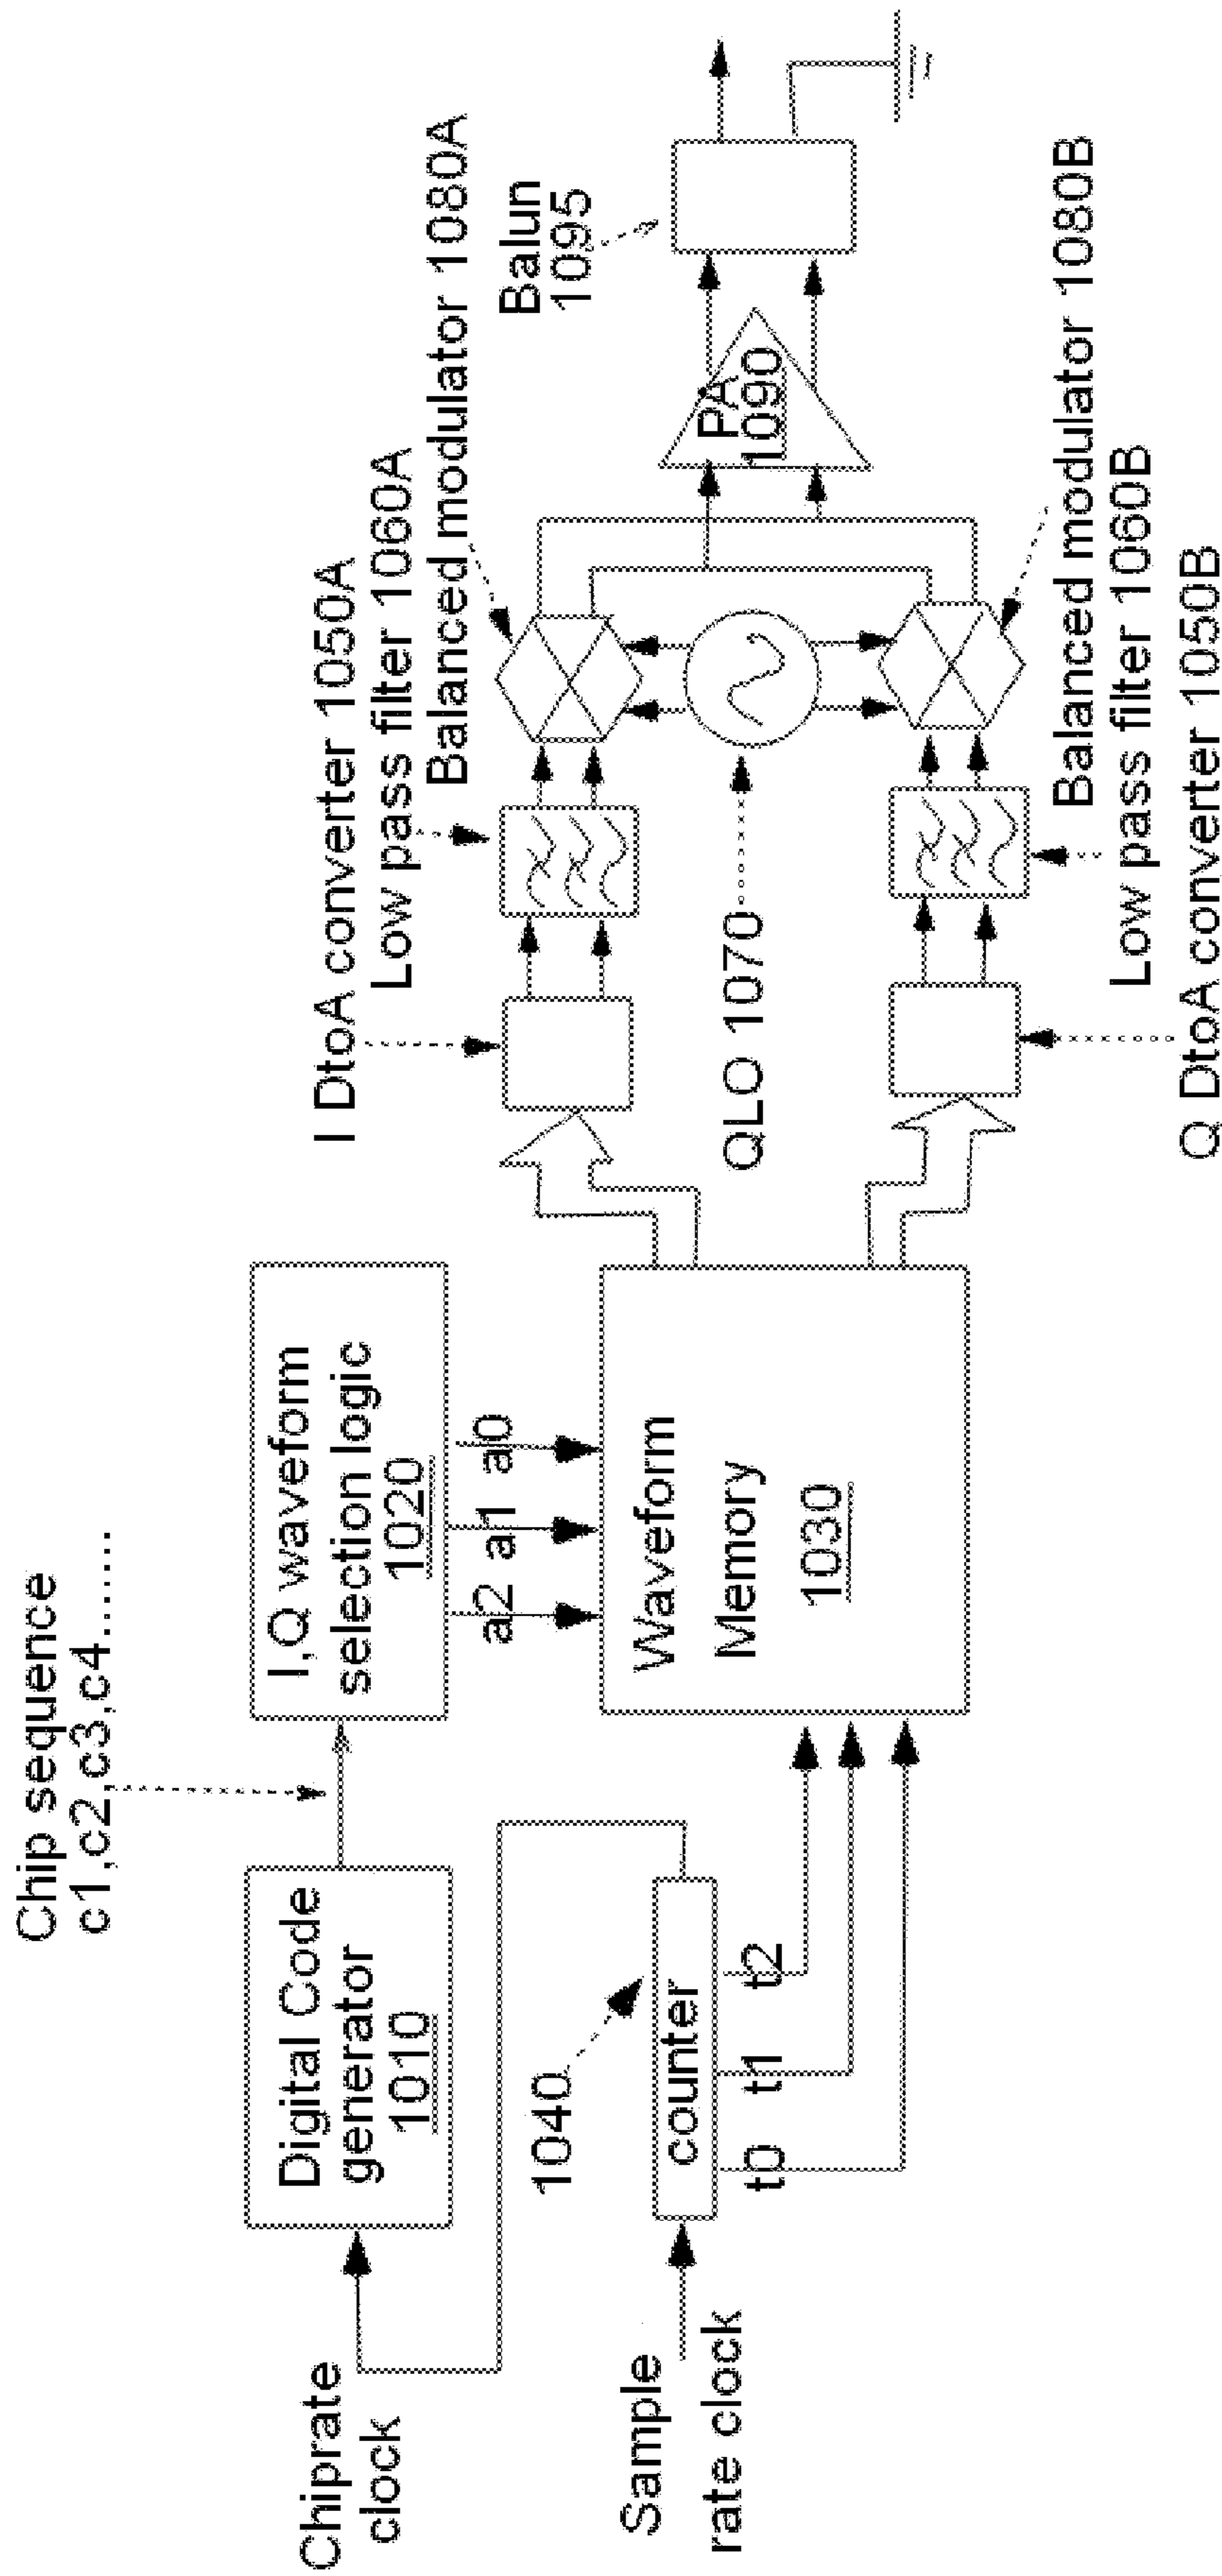 Chip sequence
c1,c2,c3,c4.......
Chiprate
clock
Digital Code
generator
1010
I,Q waveform
selection logic
1020
a2 a1 a0
Sample
rate clock
1040
counter
t0 t1 t2
Waveform
Memory
1030
I DtoA converter 1050A
Low pass filter 1060A
Balanced modulator 1080A
Balun
1095
PA
1090
QLO 1070
Balanced modulator 1080B
Low pass filter 1060B
Q DtoA converter 1050B